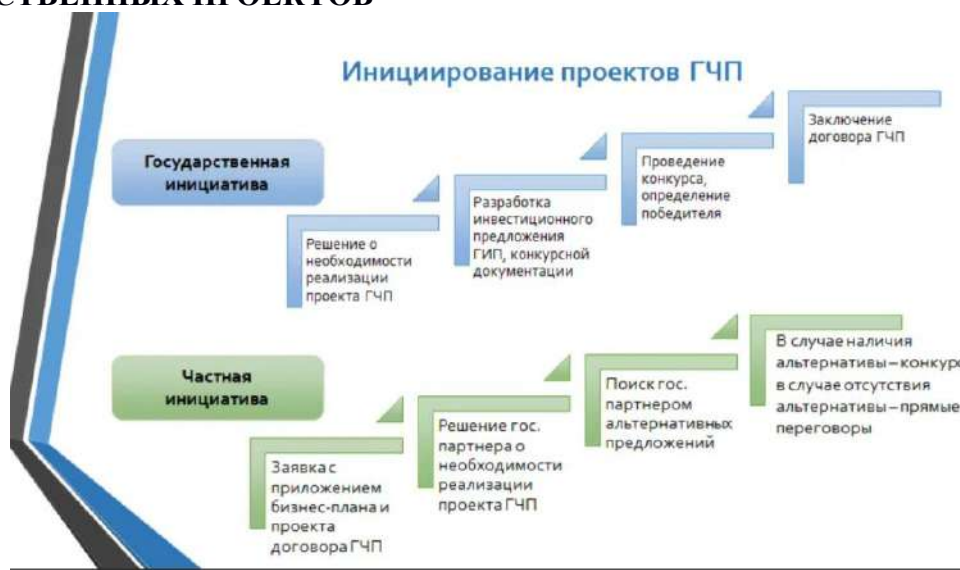 СТВЕННЫХ ПРОЕКТОВ
Инициирование проектов ГЧП
Государственная
инициатива
Решение о
необходимости
реализации
проекта ГЧП
Разработка
инвестиционного
предложения
ГИП, конкурсной
документации
Проведение
конкурса,
определение
победителя
Заключение
договора ГЧП
Частная
инициатива
Заявка с
приложением
бизнес-плана и
проекта
договора ГЧП
Решение гос.
партнера о
необходимости
реализации
проекта ГЧП
Поиск гос.
партнером
альтернативных
предложений
В случае наличия
альтернативы – конкурс
в случае отсутствия
альтернативы – прямые
переговоры